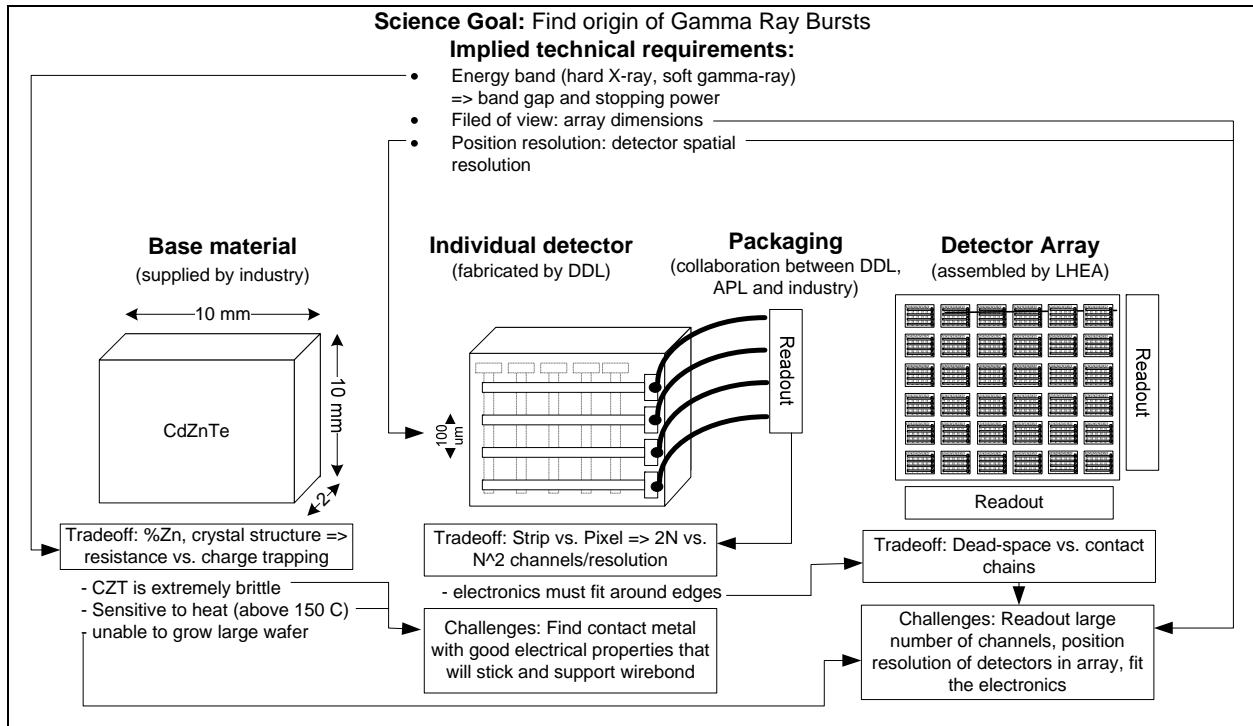 Science Goal: Find origin of Gamma Ray Bursts
Implied technical requirements:
• Energy band (hard X-ray, soft gamma-ray)
=> band gap and stopping power
• Filed of view: array dimensions
• Position resolution: detector spatial
resolution
Base material
(supplied by industry)
10 mm
10 mm
2
CdZnTe
Individual detector
(fabricated by DDL)
100
um
Packaging
(collaboration between DDL,
APL and industry)
Readout
Detector Array
(assembled by LHEA)
Readout
Readout
Tradeoff: %Zn, crystal structure =>
resistance vs. charge trapping
- CZT is extremely brittle
- Sensitive to heat (above 150 C)
- unable to grow large wafer
Tradeoff: Strip vs. Pixel => 2N vs.
N^2 channels/resolution
- electronics must fit around edges
Challenges: Find contact metal
with good electrical properties that
will stick and support wirebond
Tradeoff: Dead-space vs. contact
chains
Challenges: Readout large
number of channels, position
resolution of detectors in array, fit
the electronics